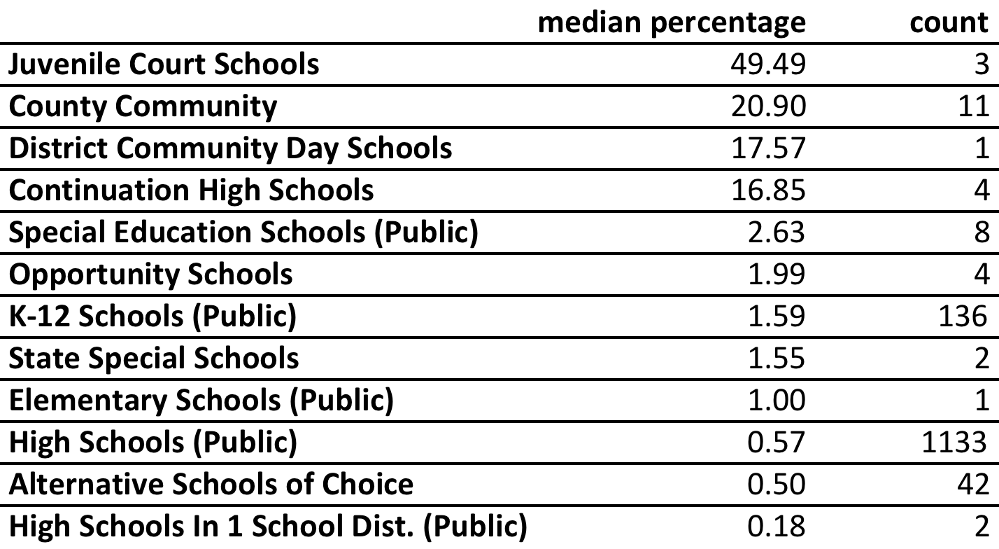 median percentage count
Juvenile Court Schools 49.49 3
County Community 20.90 11
District Community Day Schools 17.57 1
Continuation High Schools 16.85 4
Special Education Schools (Public) 2.63 8
Opportunity Schools 1.99 4
K-12 Schools (Public) 1.59 136
State Special Schools 1.55 2
Elementary Schools (Public) 1.00 1
High Schools (Public) 0.57 1133
Alternative Schools of Choice 0.50 42
High Schools In 1 School Dist. (Public) 0.18 2